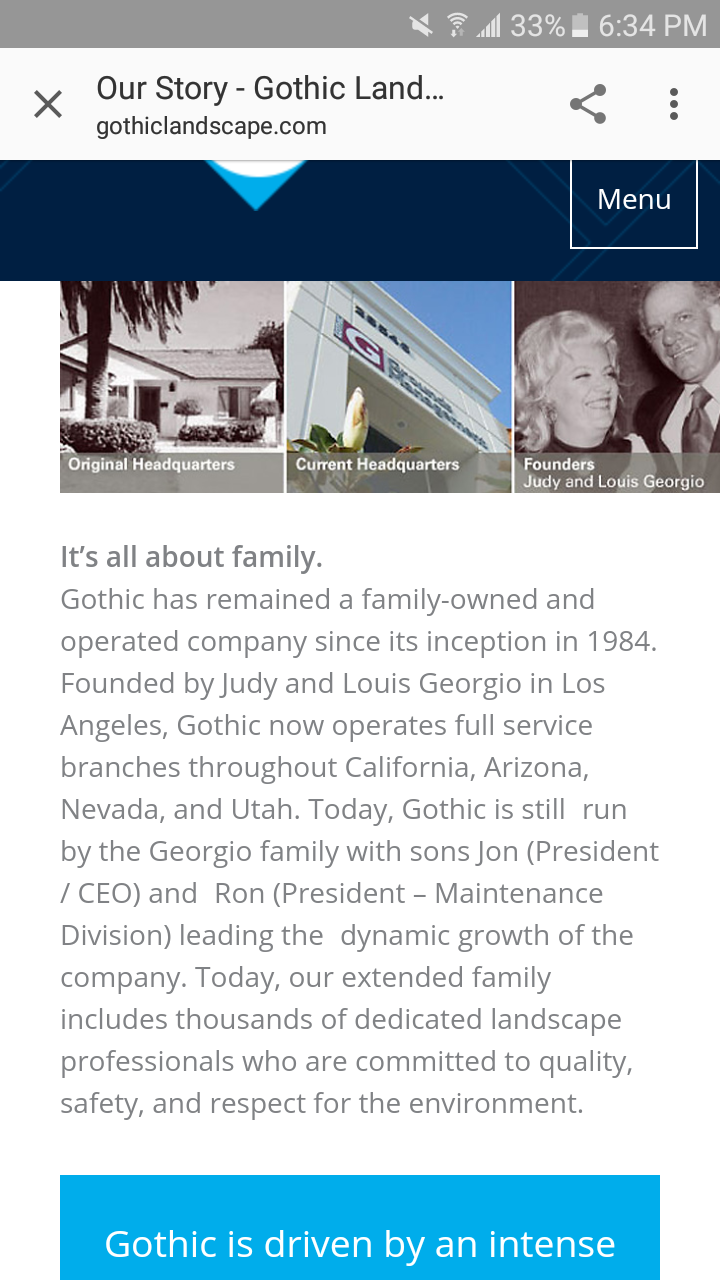 33% 6:34 PM
Our Story - Gothic Land...
gothiclandscape.com
Menu
G
Grounds
Management
Original Headquarters
Current Headquarters
Founders
Judy and Louis Georgio
It’s all about family.
Gothic has remained a family-owned and
operated company since its inception in 1984.
Founded by Judy and Louis Georgio in Los
Angeles, Gothic now operates full service
branches throughout California, Arizona,
Nevada, and Utah. Today, Gothic is still run
by the Georgio family with sons Jon (President
/ CEO) and Ron (President – Maintenance
Division) leading the dynamic growth of the
company. Today, our extended family
includes thousands of dedicated landscape
professionals who are committed to quality,
safety, and respect for the environment.
Gothic is driven by an intense